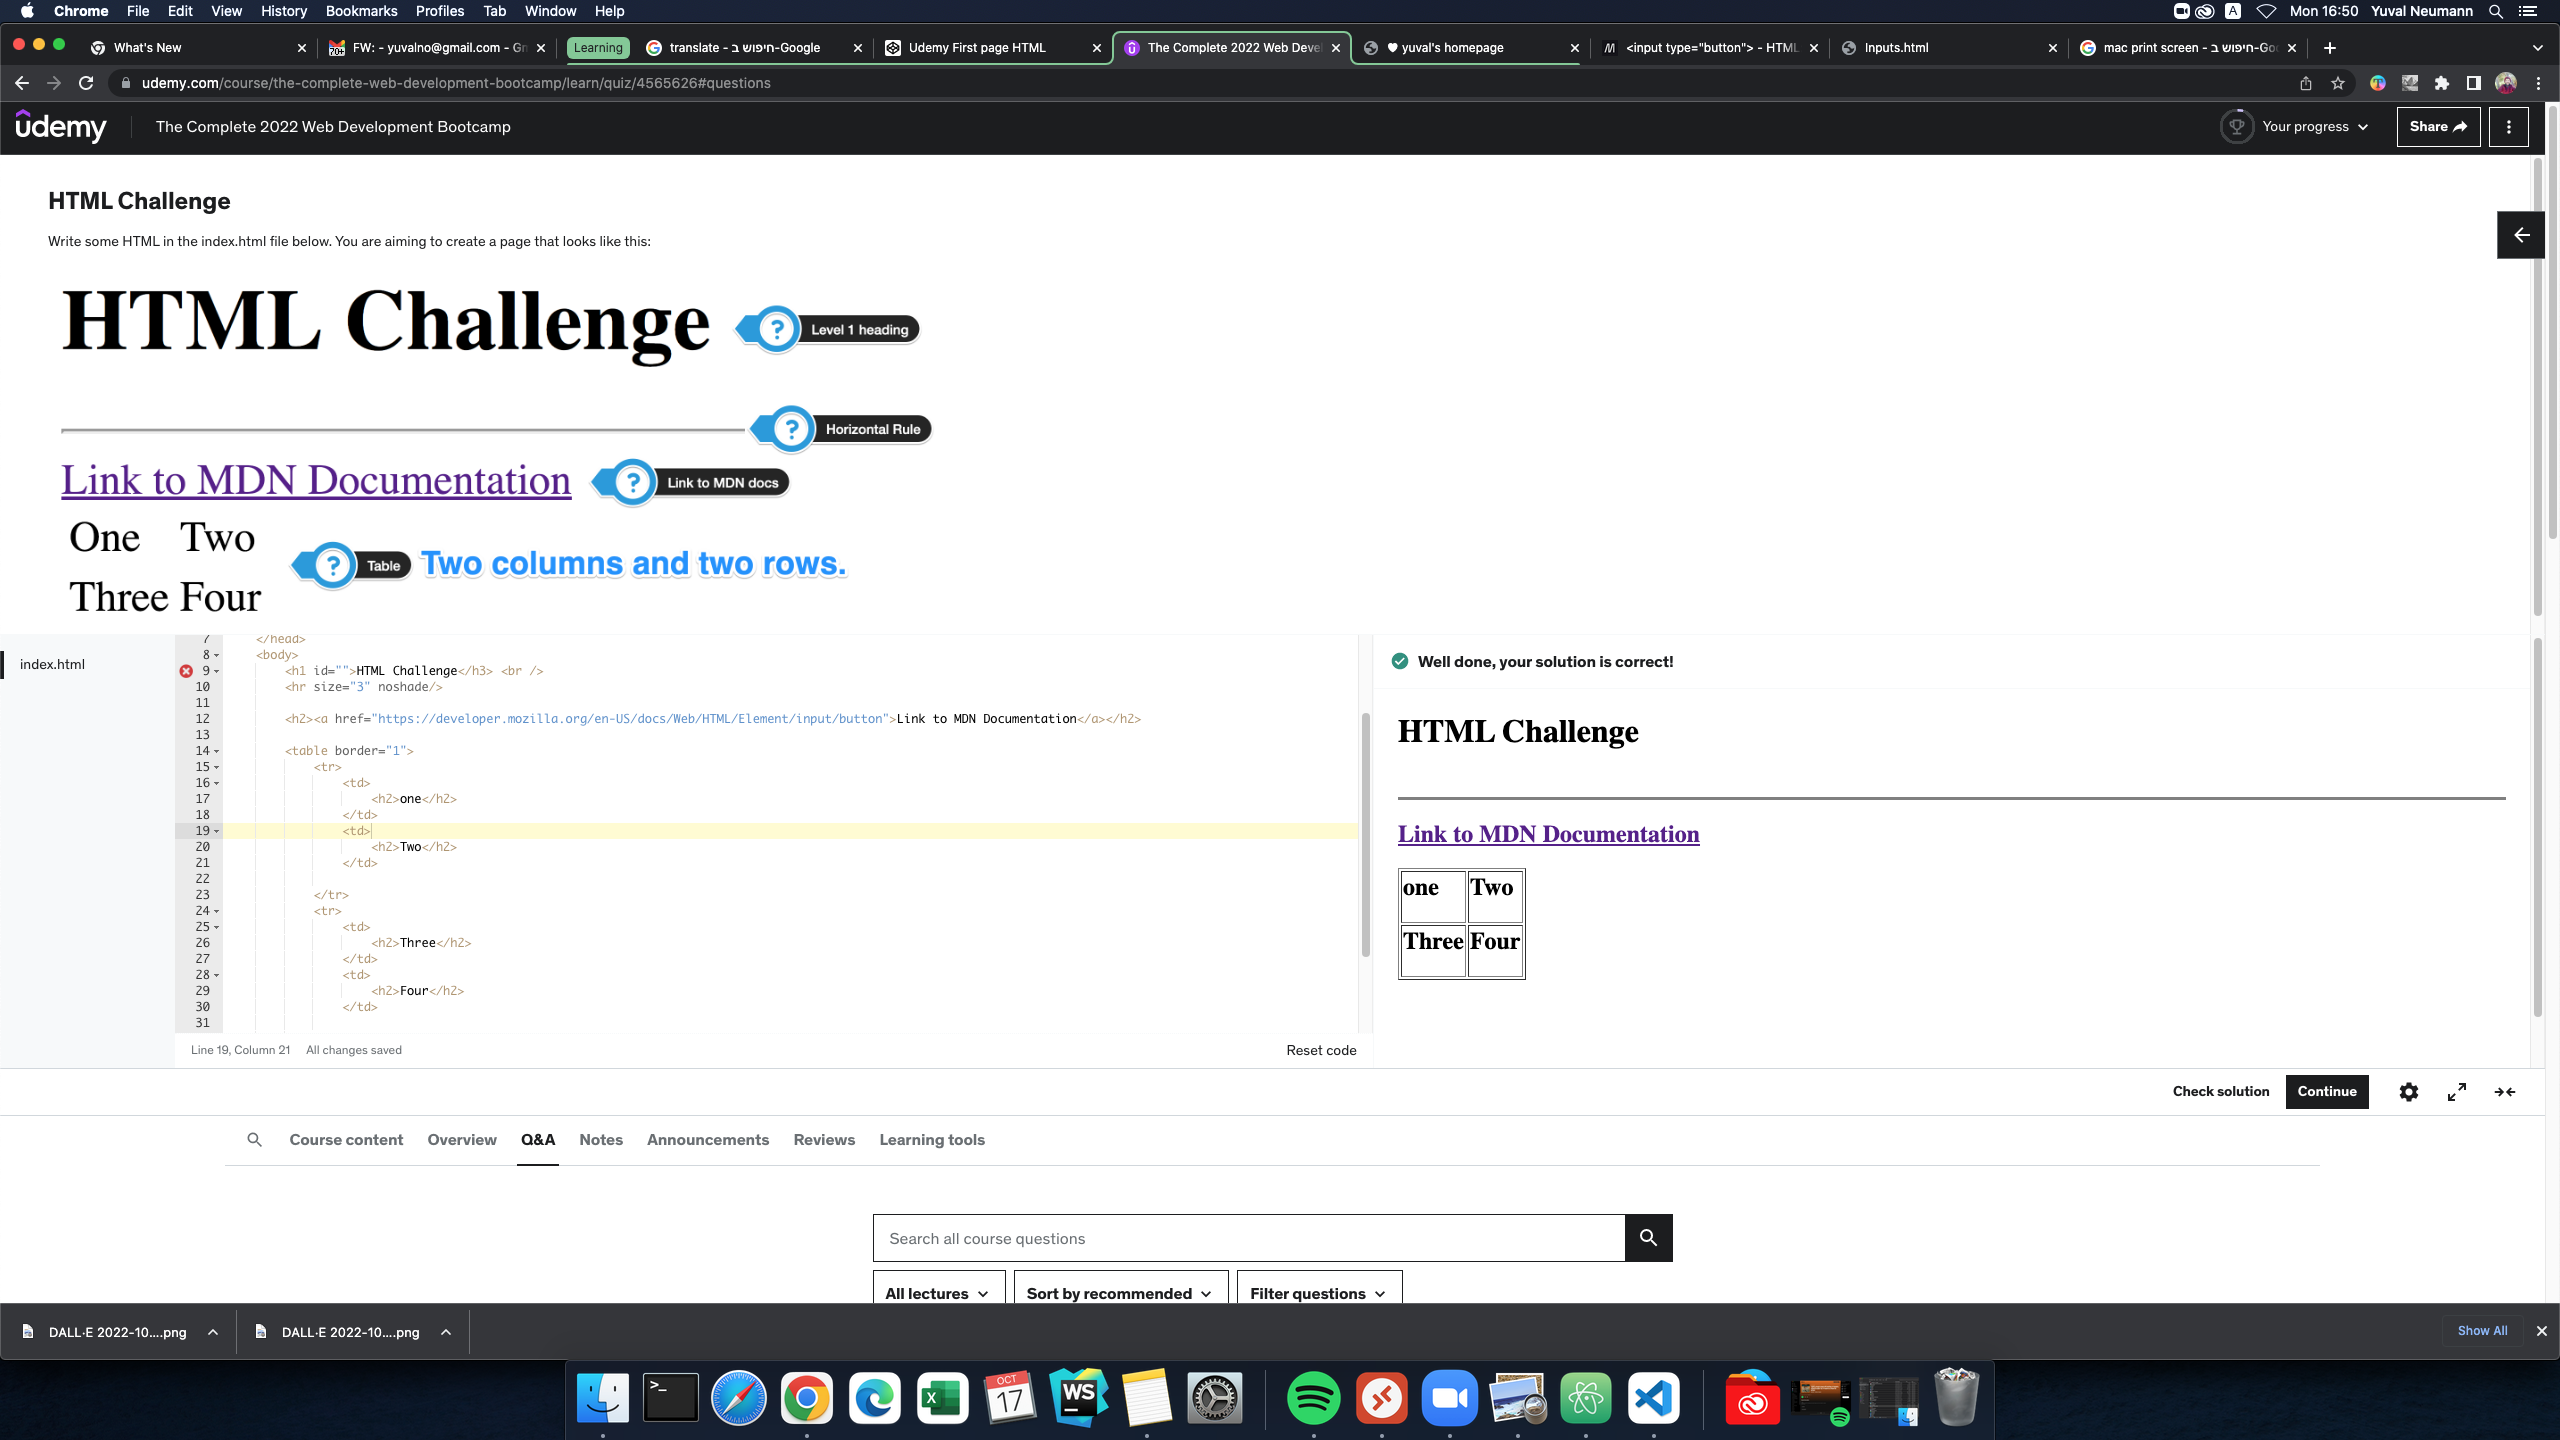 Chrome File Edit View History Bookmarks Profiles Tab Window Help
A Mon 16:50 Yuval Neumann
What's New
FW: - yuvalno@gmail.com - Gm
Learning
translate - חיפוש ב-Google
Udemy First page HTML
The Complete 2022 Web Devel
♥ yuval's homepage
<input type="button"> - HTML
Inputs.html
mac print screen - חיפוש ב-Goo
udemy.com/course/the-complete-web-development-bootcamp/learn/quiz/4565626#questions
udemy
The Complete 2022 Web Development Bootcamp
Your progress
Share
HTML Challenge
Write some HTML in the index.html file below. You are aiming to create a page that looks like this:
HTML Challenge
? Level 1 heading
? Horizontal Rule
Link to MDN Documentation
? Link to MDN docs
One Two
Three Four
? Table Two columns and two rows.
index.html
7 </head>
8 <body>
9 <h1 id="">HTML Challenge</h3> <br />
10 <hr size="3" noshade/>
11
12 <h2><a href="https://developer.mozilla.org/en-US/docs/Web/HTML/Element/input/button">Link to MDN Documentation</a></h2>
13
14 <table border="1">
15 <tr>
16 <td>
17 <h2>one</h2>
18 </td>
19 <td>
20 <h2>Two</h2>
21 </td>
22
23 </tr>
24 <tr>
25 <td>
26 <h2>Three</h2>
27 </td>
28 <td>
29 <h2>Four</h2>
30 </td>
31
Line 19, Column 21 All changes saved
Reset code
Well done, your solution is correct!
HTML Challenge
Link to MDN Documentation
one Two
Three Four
Check solution
Continue
Course content Overview Q&A Notes Announcements Reviews Learning tools
Search all course questions
All lectures
Sort by recommended
Filter questions
DALL·E 2022-10....png
DALL·E 2022-10....png
Show All
OCT
17
WS